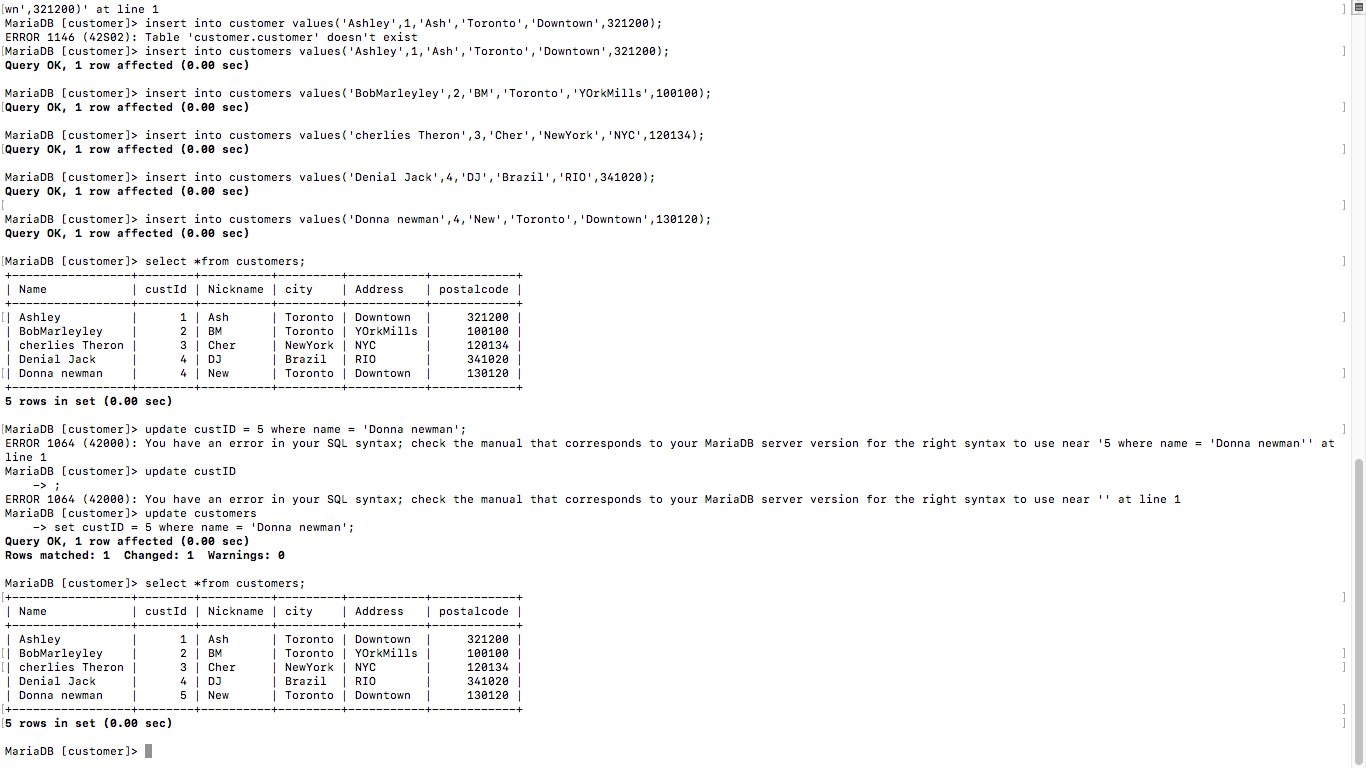 wn',321200)' at line 1
MariaDB [customer]> insert into customer values('Ashley',1,'Ash','Toronto','Downtown',321200);
ERROR 1146 (42S02): Table 'customer.customer' doesn't exist
MariaDB [customer]> insert into customers values('Ashley',1,'Ash','Toronto','Downtown',321200);
Query OK, 1 row affected (0.00 sec)

MariaDB [customer]> insert into customers values('BobMarleyley',2,'BM','Toronto','YOrkMills',100100);
Query OK, 1 row affected (0.00 sec)

MariaDB [customer]> insert into customers values('cherlies Theron',3,'Cher','NewYork','NYC',120134);
Query OK, 1 row affected (0.00 sec)

MariaDB [customer]> insert into customers values('Denial Jack',4,'DJ','Brazil','RIO',341020);
Query OK, 1 row affected (0.00 sec)

MariaDB [customer]> insert into customers values('Donna newman',4,'New','Toronto','Downtown',130120);
Query OK, 1 row affected (0.00 sec)

MariaDB [customer]> select *from customers;
+-----------------+--------+----------+---------+-----------+------------+
| Name            | custId | Nickname | city    | Address   | postalcode |
+-----------------+--------+----------+---------+-----------+------------+
| Ashley          |      1 | Ash      | Toronto | Downtown  |     321200 |
| BobMarleyley    |      2 | BM       | Toronto | YOrkMills |     100100 |
| cherlies Theron |      3 | Cher     | NewYork | NYC       |     120134 |
| Denial Jack     |      4 | DJ       | Brazil  | RIO       |     341020 |
| Donna newman    |      4 | New      | Toronto | Downtown  |     130120 |
+-----------------+--------+----------+---------+-----------+------------+
5 rows in set (0.00 sec)

MariaDB [customer]> update custID = 5 where name = 'Donna newman';
ERROR 1064 (42000): You have an error in your SQL syntax; check the manual that corresponds to your MariaDB server version for the right syntax to use near '5 where name = 'Donna newman'' at
line 1
MariaDB [customer]> update custID
    -> ;
ERROR 1064 (42000): You have an error in your SQL syntax; check the manual that corresponds to your MariaDB server version for the right syntax to use near '' at line 1
MariaDB [customer]> update customers
    -> set custID = 5 where name = 'Donna newman';
Query OK, 1 row affected (0.00 sec)
Rows matched: 1  Changed: 1  Warnings: 0

MariaDB [customer]> select *from customers;
+-----------------+--------+----------+---------+-----------+------------+
| Name            | custId | Nickname | city    | Address   | postalcode |
+-----------------+--------+----------+---------+-----------+------------+
| Ashley          |      1 | Ash      | Toronto | Downtown  |     321200 |
| BobMarleyley    |      2 | BM       | Toronto | YOrkMills |     100100 |
| cherlies Theron |      3 | Cher     | NewYork | NYC       |     120134 |
| Denial Jack     |      4 | DJ       | Brazil  | RIO       |     341020 |
| Donna newman    |      5 | New      | Toronto | Downtown  |     130120 |
+-----------------+--------+----------+---------+-----------+------------+
5 rows in set (0.00 sec)

MariaDB [customer]>